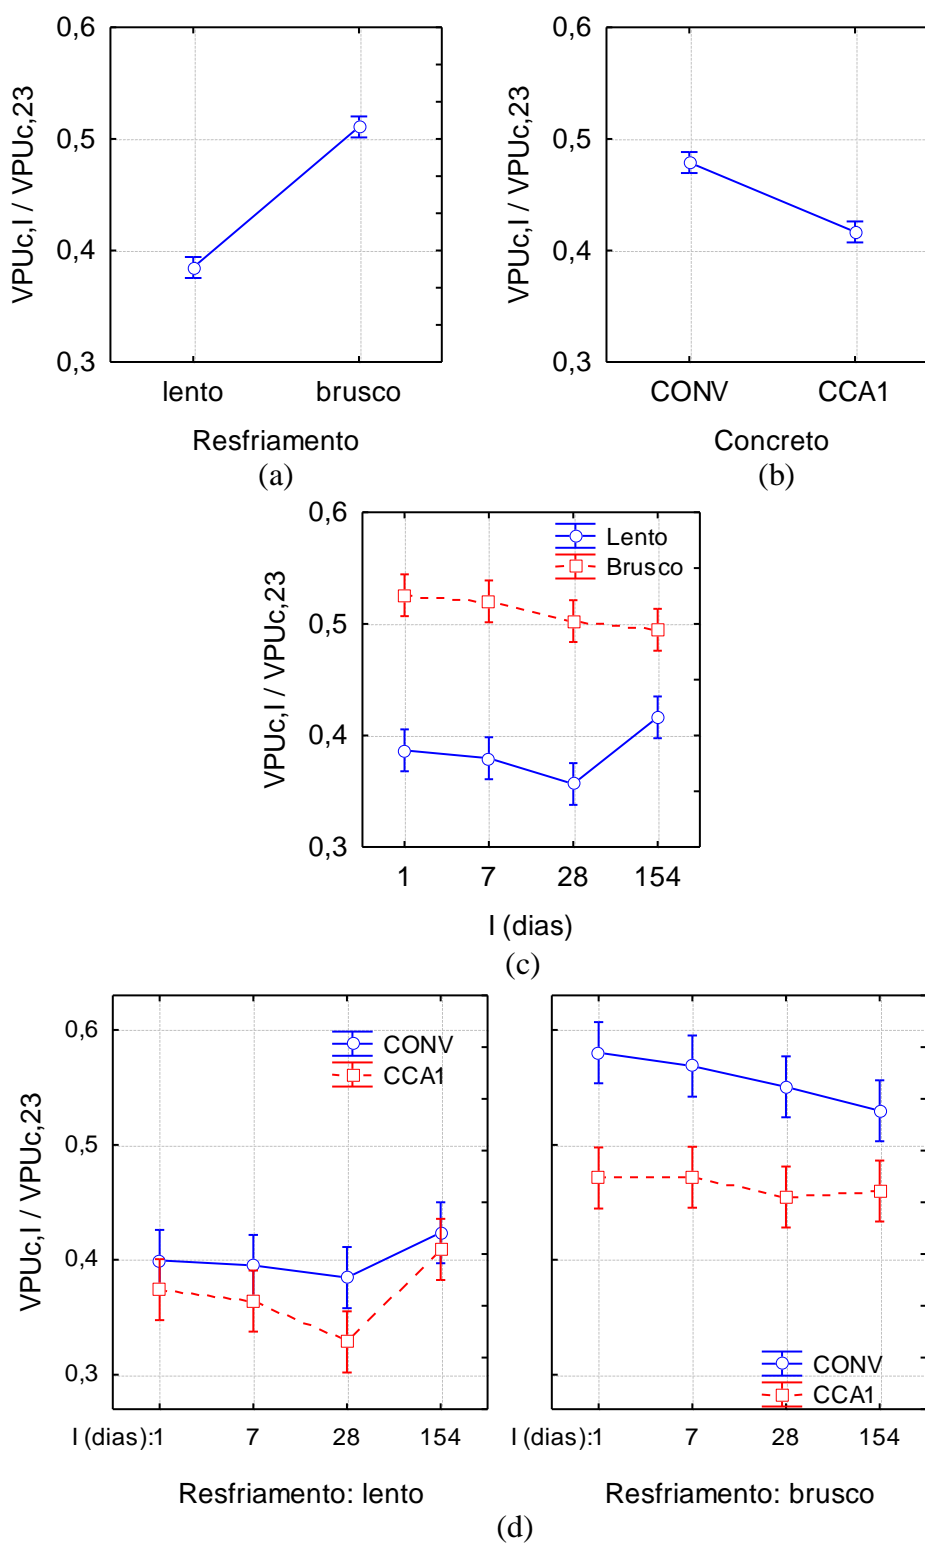 0,6
0,5
0,4
0,3
VPUc,I / VPUc,23
lento brusco
Resfriamento
(a)
0,6
0,5
0,4
0,3
VPUc,I / VPUc,23
CONV CCA1
Concreto
(b)
0,6
0,5
0,4
0,3
VPUc,I / VPUc,23
Lento
Brusco
1 7 28 154
I (dias)
(c)
0,6
0,5
0,4
0,3
VPUc,I / VPUc,23
CONV
CCA1
I (dias):1 7 28 154
Resfriamento: lento
CONV
CCA1
I (dias):1 7 28 154
Resfriamento: brusco
(d)